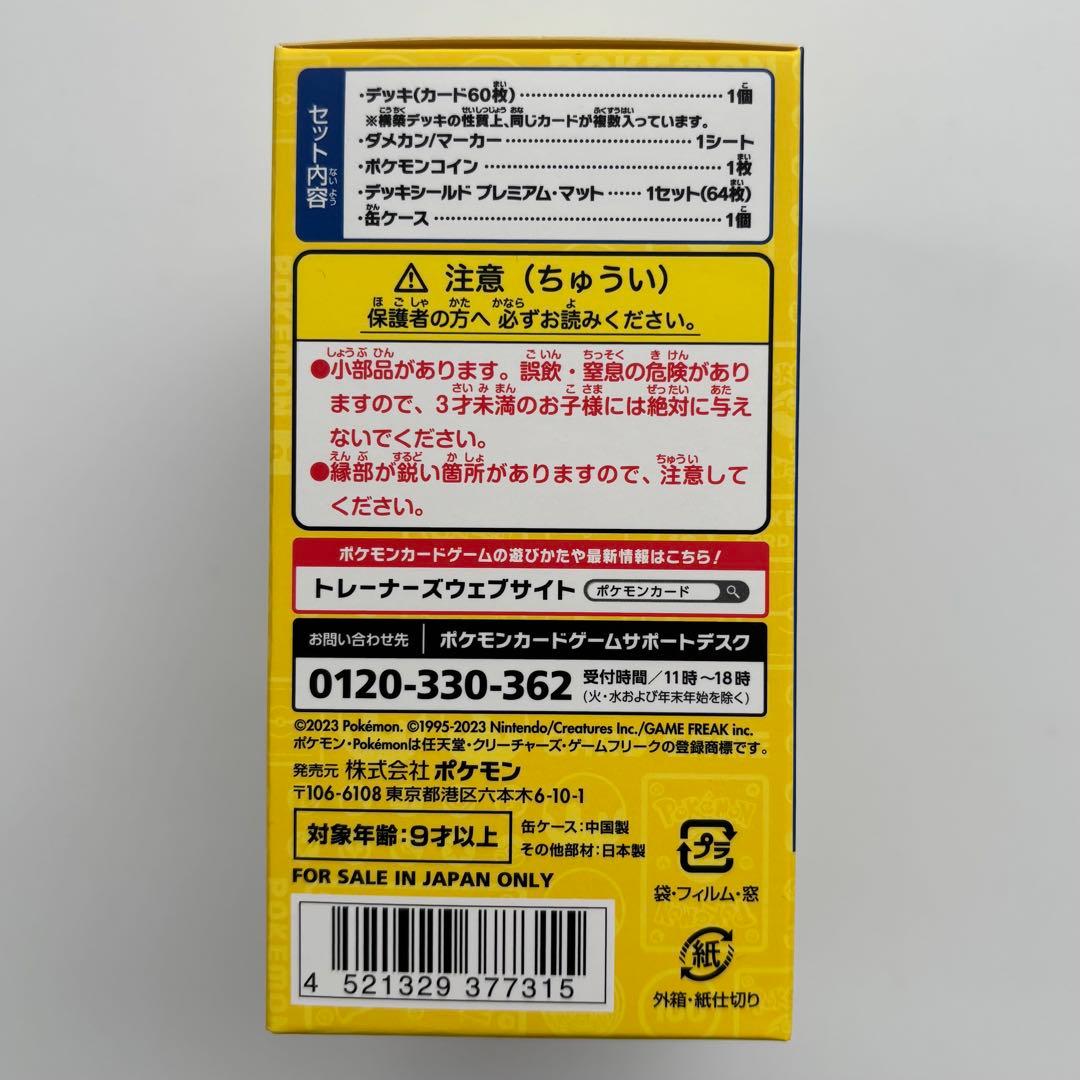 セット内容
ない よう
・デッキ(カード60枚) …… 1個
※構築デッキの性質上、同じカードが複数入っています。
・ダメカン/マーカー …… 1シート
・ポケモンコイン …… 1枚
・デッキシールド プレミアム・マット …… 1セット(64枚)
・缶ケース …… 1個
⚠ 注意(ちゅうい)
保護者の方へ 必ずお読みください。
●小部品があります。誤飲・窒息の危険があり
ますので、3才未満のお子様には絶対に与え
ないでください。
●縁部が鋭い箇所がありますので、注意して
ください。
ポケモンカードゲームの遊びかたや最新情報はこちら!
トレーナーズウェブサイト ポケモンカード
お問い合わせ先 ポケモンカードゲームサポートデスク
0120-330-362 受付時間/11時~18時
(火・水および年末年始を除く)
©2023 Pokémon. ©1995-2023 Nintendo/Creatures Inc./GAME FREAK inc.
ポケモン・Pokémonは任天堂・クリーチャーズ・ゲームフリークの登録商標です。
発売元 株式会社ポケモン
〒106-6108 東京都港区六本木6-10-1
対象年齢:9才以上
缶ケース:中国製
その他部材:日本製
FOR SALE IN JAPAN ONLY
プラ
袋・フィルム・窓
紙
外箱・紙仕切り
4 521329 377315
POKÉMON